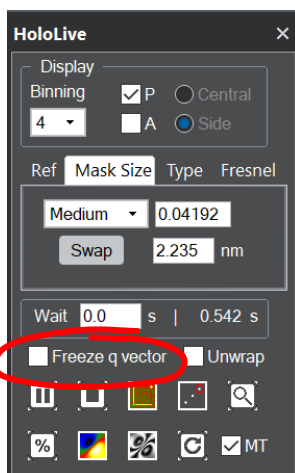 HoloLive ×
Display
Binning P Central
4 A Side
Ref Mask Size Type Fresnel
Medium 0.04192
Swap 2.235 nm
Wait 0.0 s | 0.542 s
Freeze q vector Unwrap
% % C MT